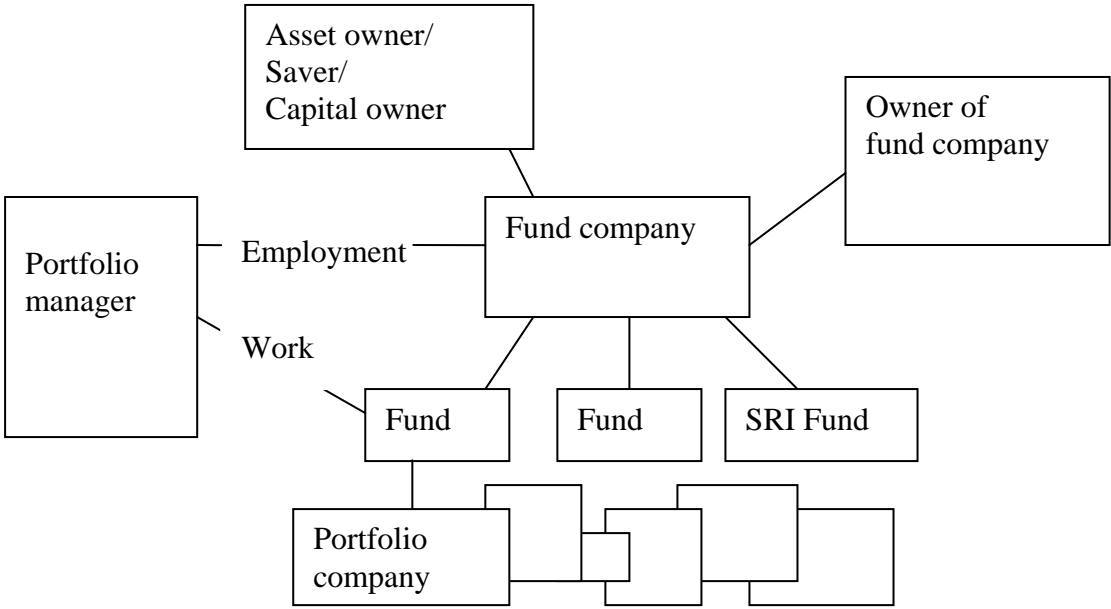 Asset owner/
Saver/
Capital owner
Owner of
fund company
Fund company
Portfolio
manager
Employment
Work
Fund
Fund
SRI Fund
Portfolio
company